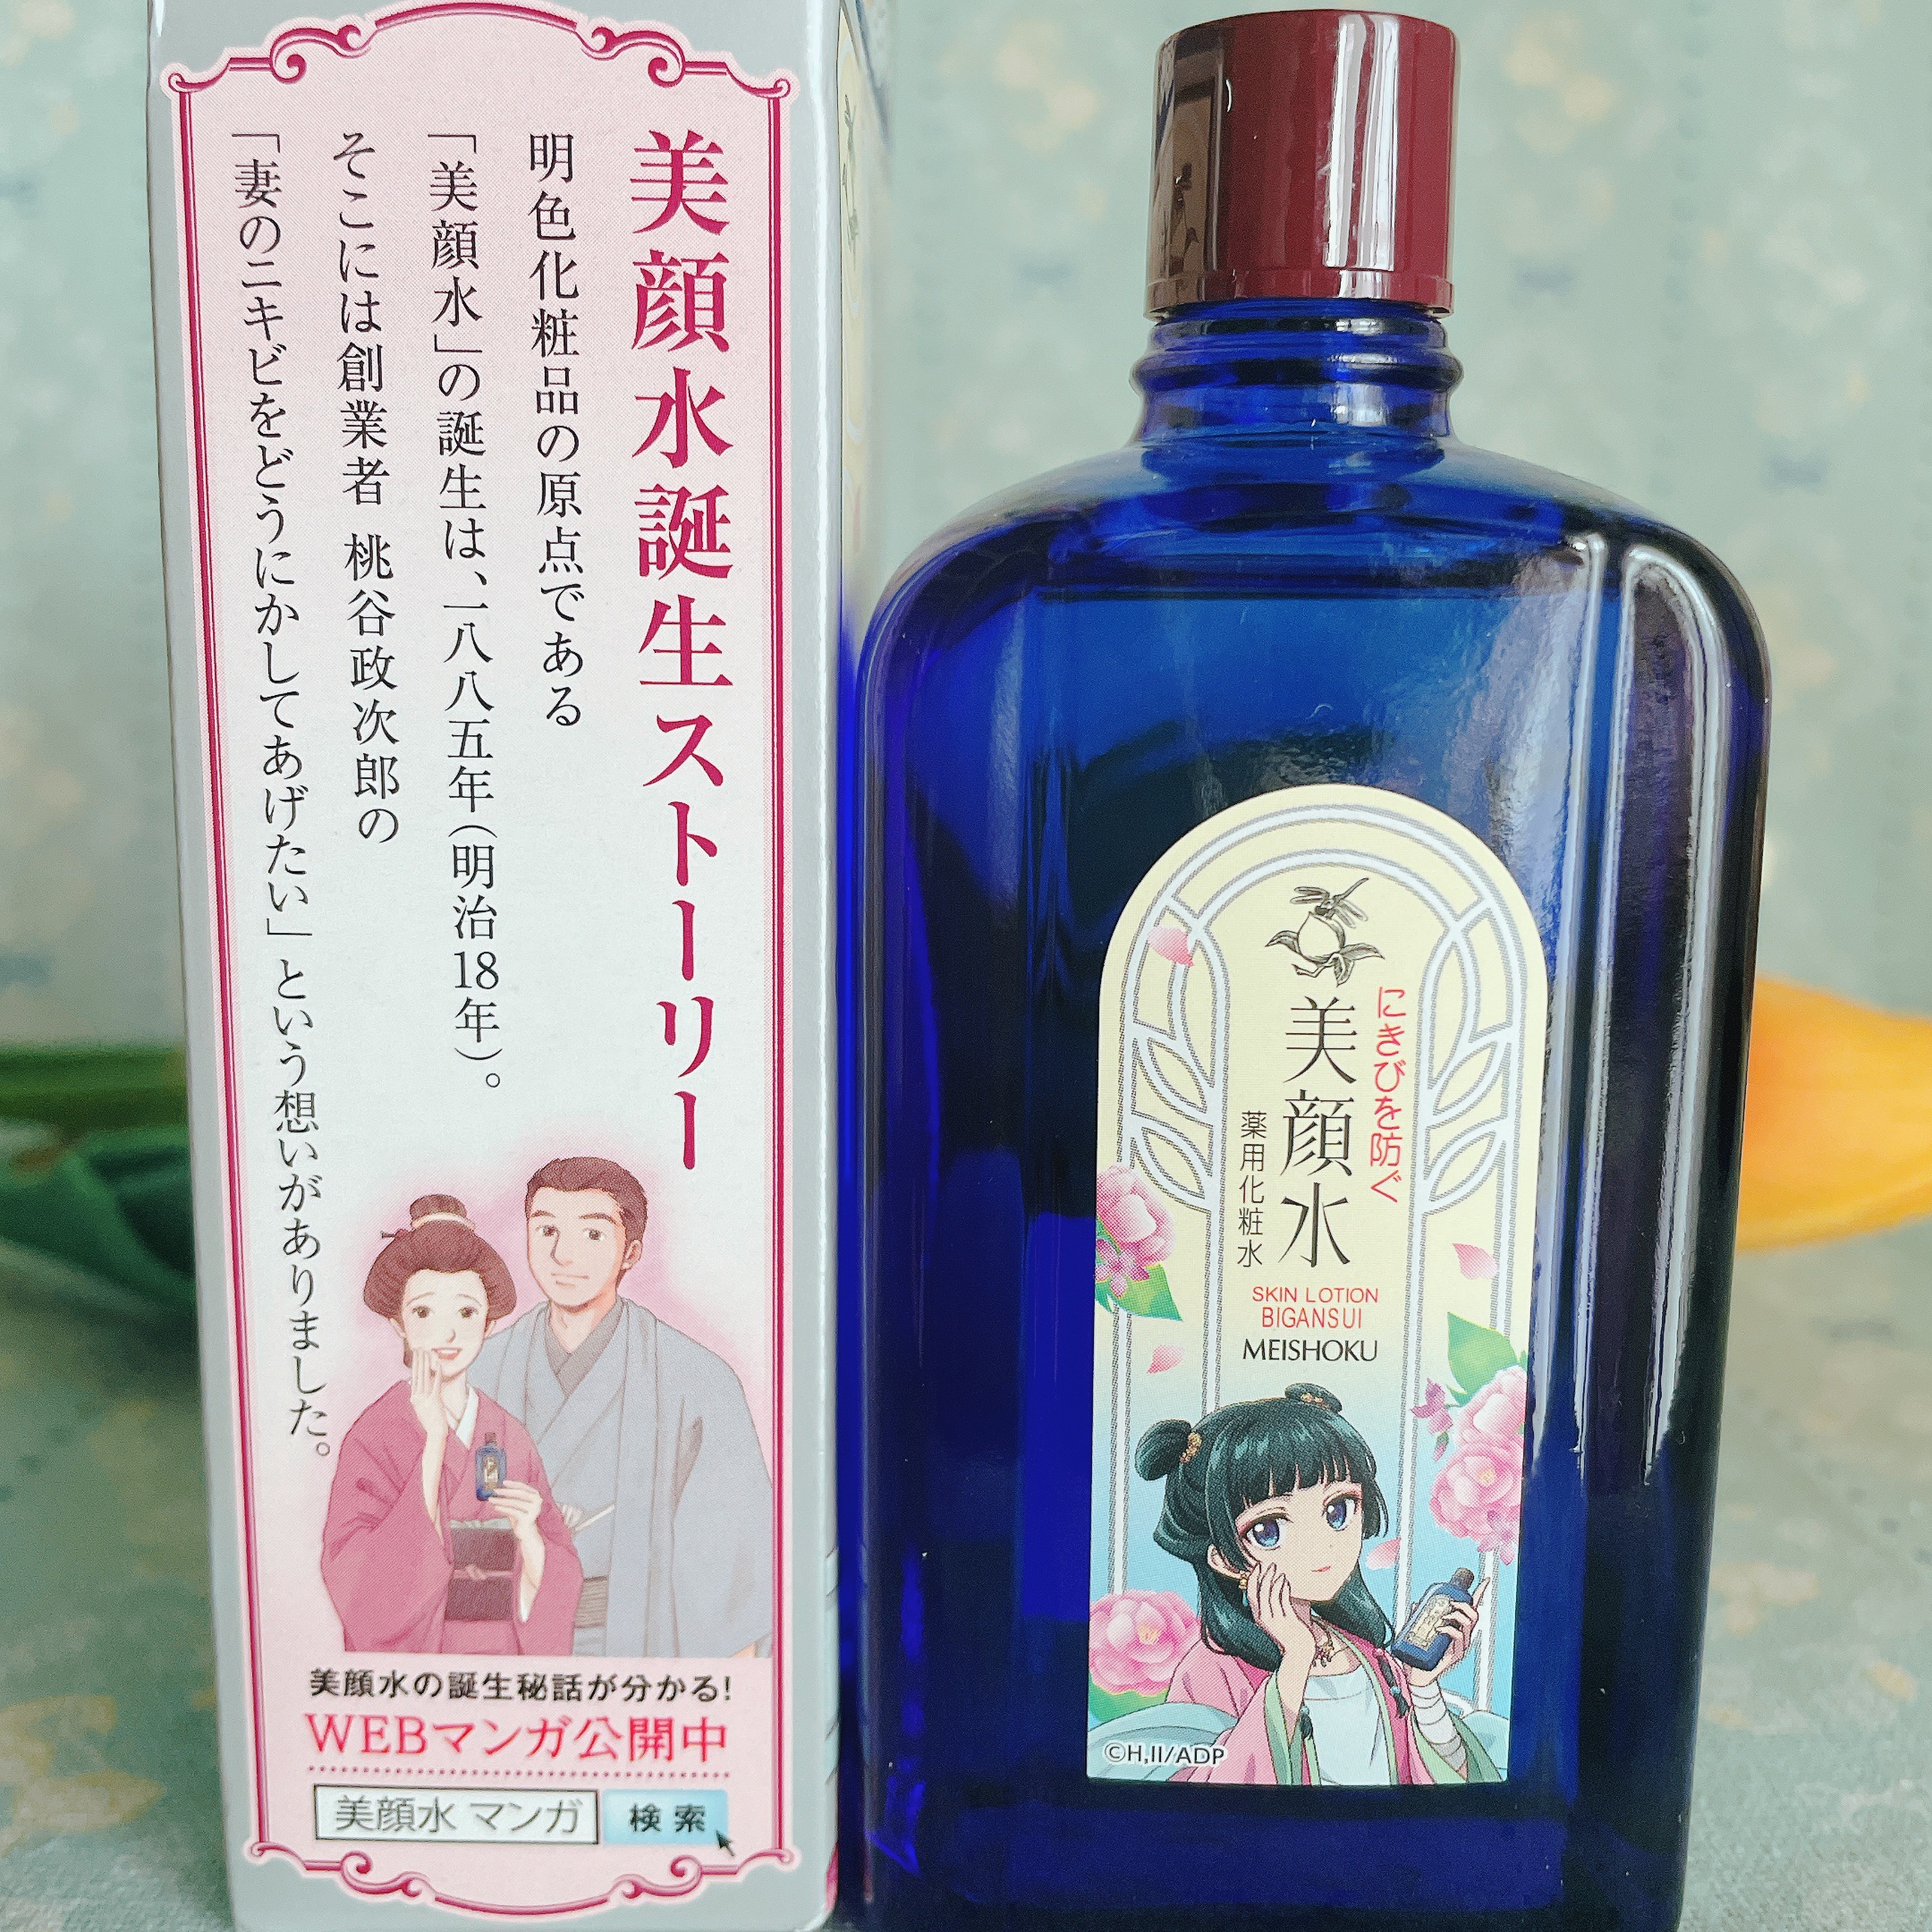 美顔水誕生ストーリー
明色化粧品の原点である
「美顔水」の誕生は、一八八五年(明治18年)。
そこには創業者 桃谷政次郎の
「妻のニキビをどうにかしてあげたい」という想いがありました。
美顔水の誕生秘話が分かる!
WEBマンガ公開中
美顔水 マンガ 検索
にきびを防ぐ
美顔水
薬用化粧水
SKIN LOTION
BIGANSUI
MEISHOKU
©H,II/ADP